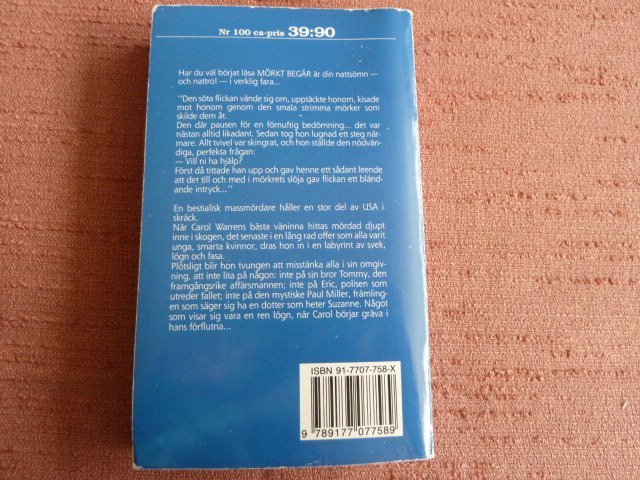 Nr 100 ca-pris 39:90
Har du väl börjat läsa MÖRKT BEGÄR är din nattsömn —
och nattro! — i verklig fara...
"Den söta flickan vände sig om, upptäckte honom, kisade
mot honom genom den smala strimma mörker som
skilde dem åt.
Den där pausen för en förnuftig bedömning... det var
nästan alltid likadant. Sedan tog hon lugnad ett steg när-
mare. Allt tvivel var skingrat, och hon ställde den nödvän-
diga, perfekta frågan:
— Vill ni ha hjälp?
Först då tittade han upp och gav henne ett sådant leende
att det till och med i mörkrets slöja gav flickan ett bländ-
ande intryck..."
En bestialisk massmördare håller en stor del av USA i
skräck.
När Carol Warrens bästa väninna hittas mördad djupt
inne i skogen, det senaste i en lång rad offer som alla varit
unga, smarta kvinnor, dras hon in i en labyrint av svek,
lögn och fasa.
Plötsligt blir hon tvungen att misstänka alla i sin omgiv-
ning, att inte lita på någon: inte på sin bror Tommy, den
framgångsrike affärsmannen; inte på Eric, polisen som
utreder fallet; inte på den mystiske Paul Miller, främling-
en som säger sig ha en dotter som heter Suzanne. Något
som visar sig vara en ren lögn, när Carol börjar gräva i
hans förflutna...
ISBN 91-7707-758-X
9 789177 077589